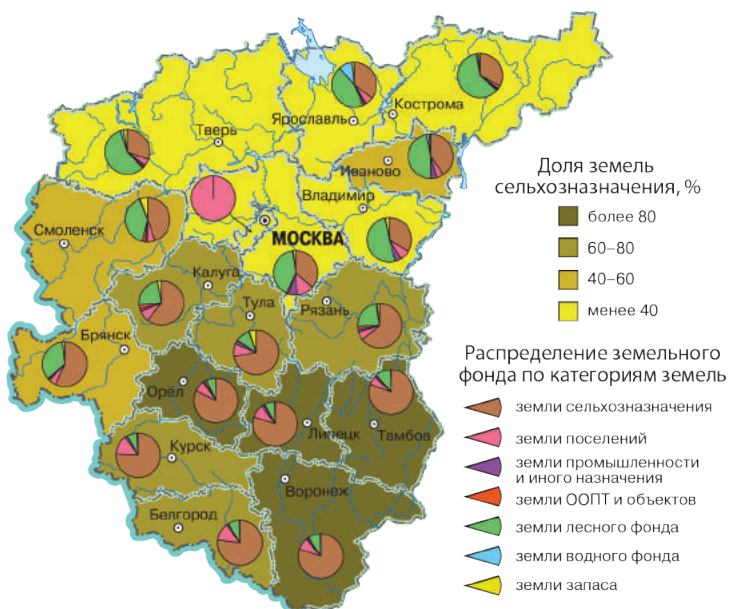 Кострома
Ярославль
Тверь
Иваново
Владимир
МОСКВА
Смоленск
Калуга
Тула
Рязань
Брянск
Орёл
Липецк
Тамбов
Курск
Воронеж
Белгород
Доля земель
сельхозназначения, %
более 80
60–80
40–60
менее 40
Распределение земельного
фонда по категориям земель
земли сельхозназначения
земли поселений
земли промышленности
и иного назначения
земли ООПТ и объектов
земли лесного фонда
земли водного фонда
земли запаса